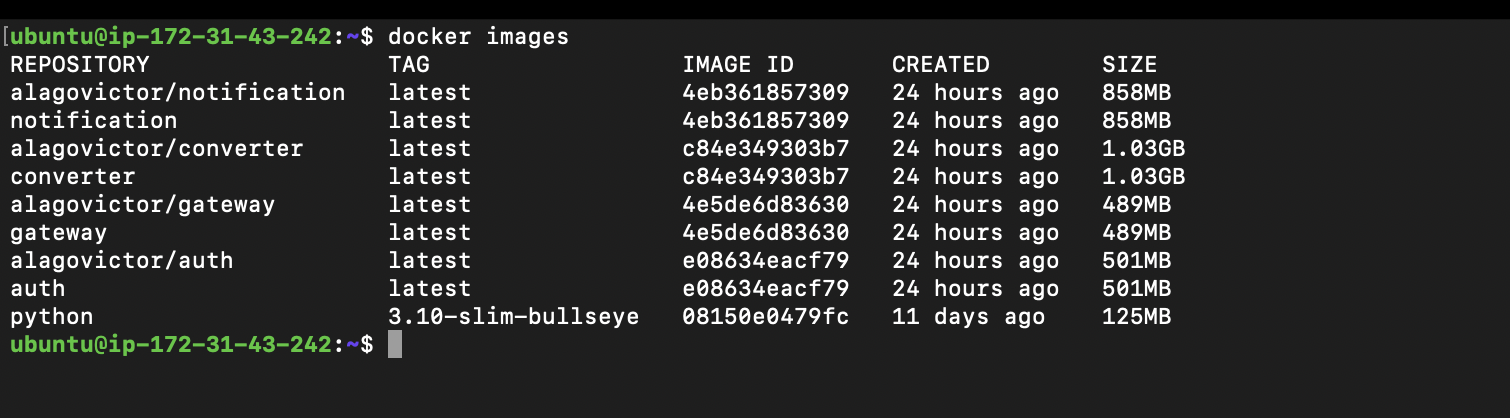 [ubuntu@ip-172-31-43-242:~$ docker images
REPOSITORY                 TAG                  IMAGE ID       CREATED        SIZE
alagovictor/notification   latest               4eb361857309   24 hours ago   858MB
notification               latest               4eb361857309   24 hours ago   858MB
alagovictor/converter      latest               c84e349303b7   24 hours ago   1.03GB
converter                  latest               c84e349303b7   24 hours ago   1.03GB
alagovictor/gateway        latest               4e5de6d83630   24 hours ago   489MB
gateway                    latest               4e5de6d83630   24 hours ago   489MB
alagovictor/auth           latest               e08634eacf79   24 hours ago   501MB
auth                       latest               e08634eacf79   24 hours ago   501MB
python                     3.10-slim-bullseye   08150e0479fc   11 days ago    125MB
ubuntu@ip-172-31-43-242:~$